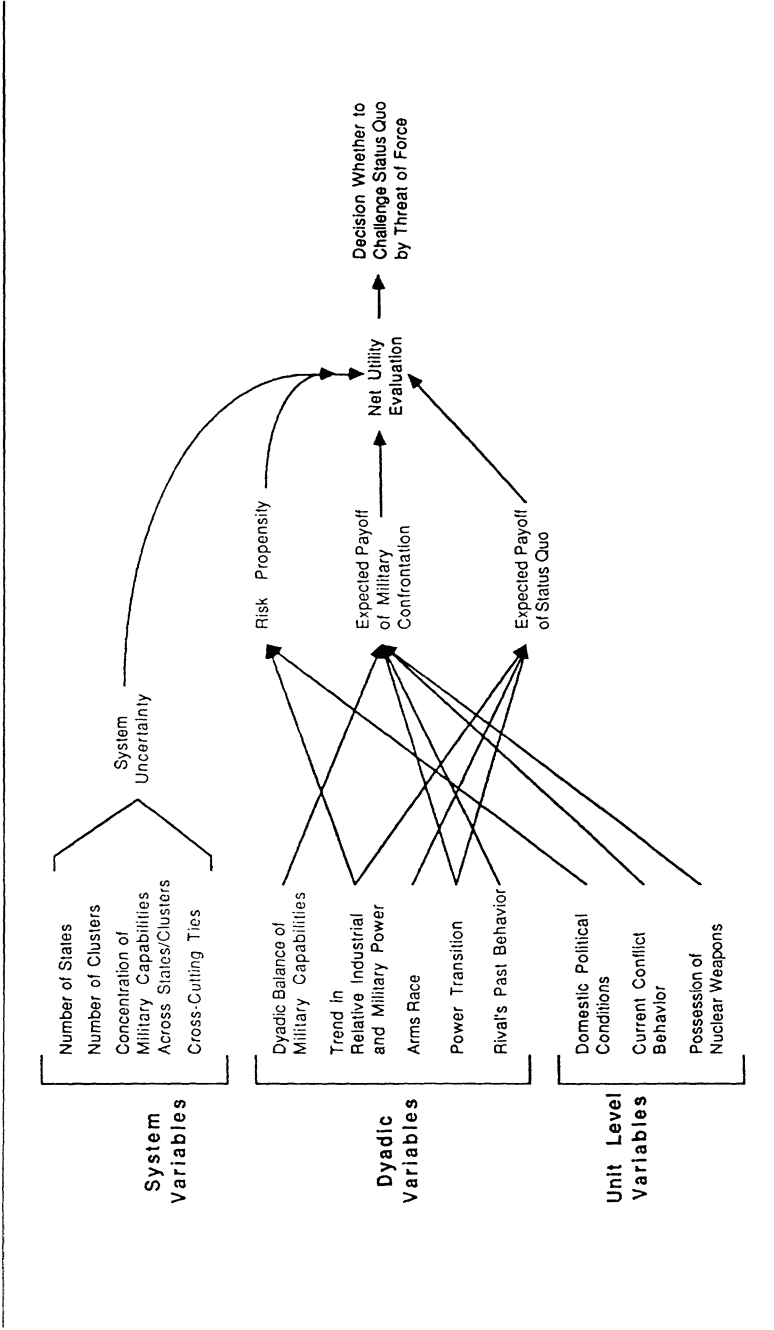 System
Variables
Number of States
Number of Clusters
Concentration of
Military Capabilities
Across States/Clusters
Cross-Cutting Ties
System
Uncertainty
Dyadic
Variables
Dyadic Balance of
Military Capabilities
Trend in
Relative Industrial
and Military Power
Arms Race
Power Transition
Rival's Past Behavior
Unit Level
Variables
Domestic Political
Conditions
Current Conflict
Behavior
Possession of
Nuclear Weapons
Risk Propensity
Expected Payoff
of Military
Confrontation
Expected Payoff
of Status Quo
Net Utility
Evaluation
Decision Whether to
Challenge Status Quo
by Threat of Force